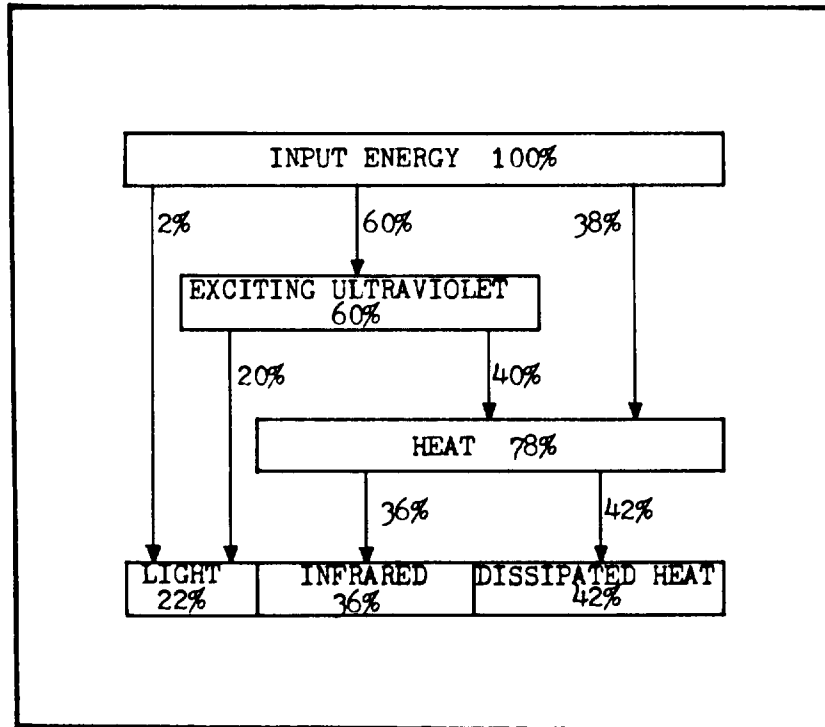 INPUT ENERGY 100%
2%
60%
38%
EXCITING ULTRAVIOLET
60%
20%
40%
HEAT 78%
36%
42%
LIGHT
22%
INFRARED
36%
DISSIPATED HEAT
42%